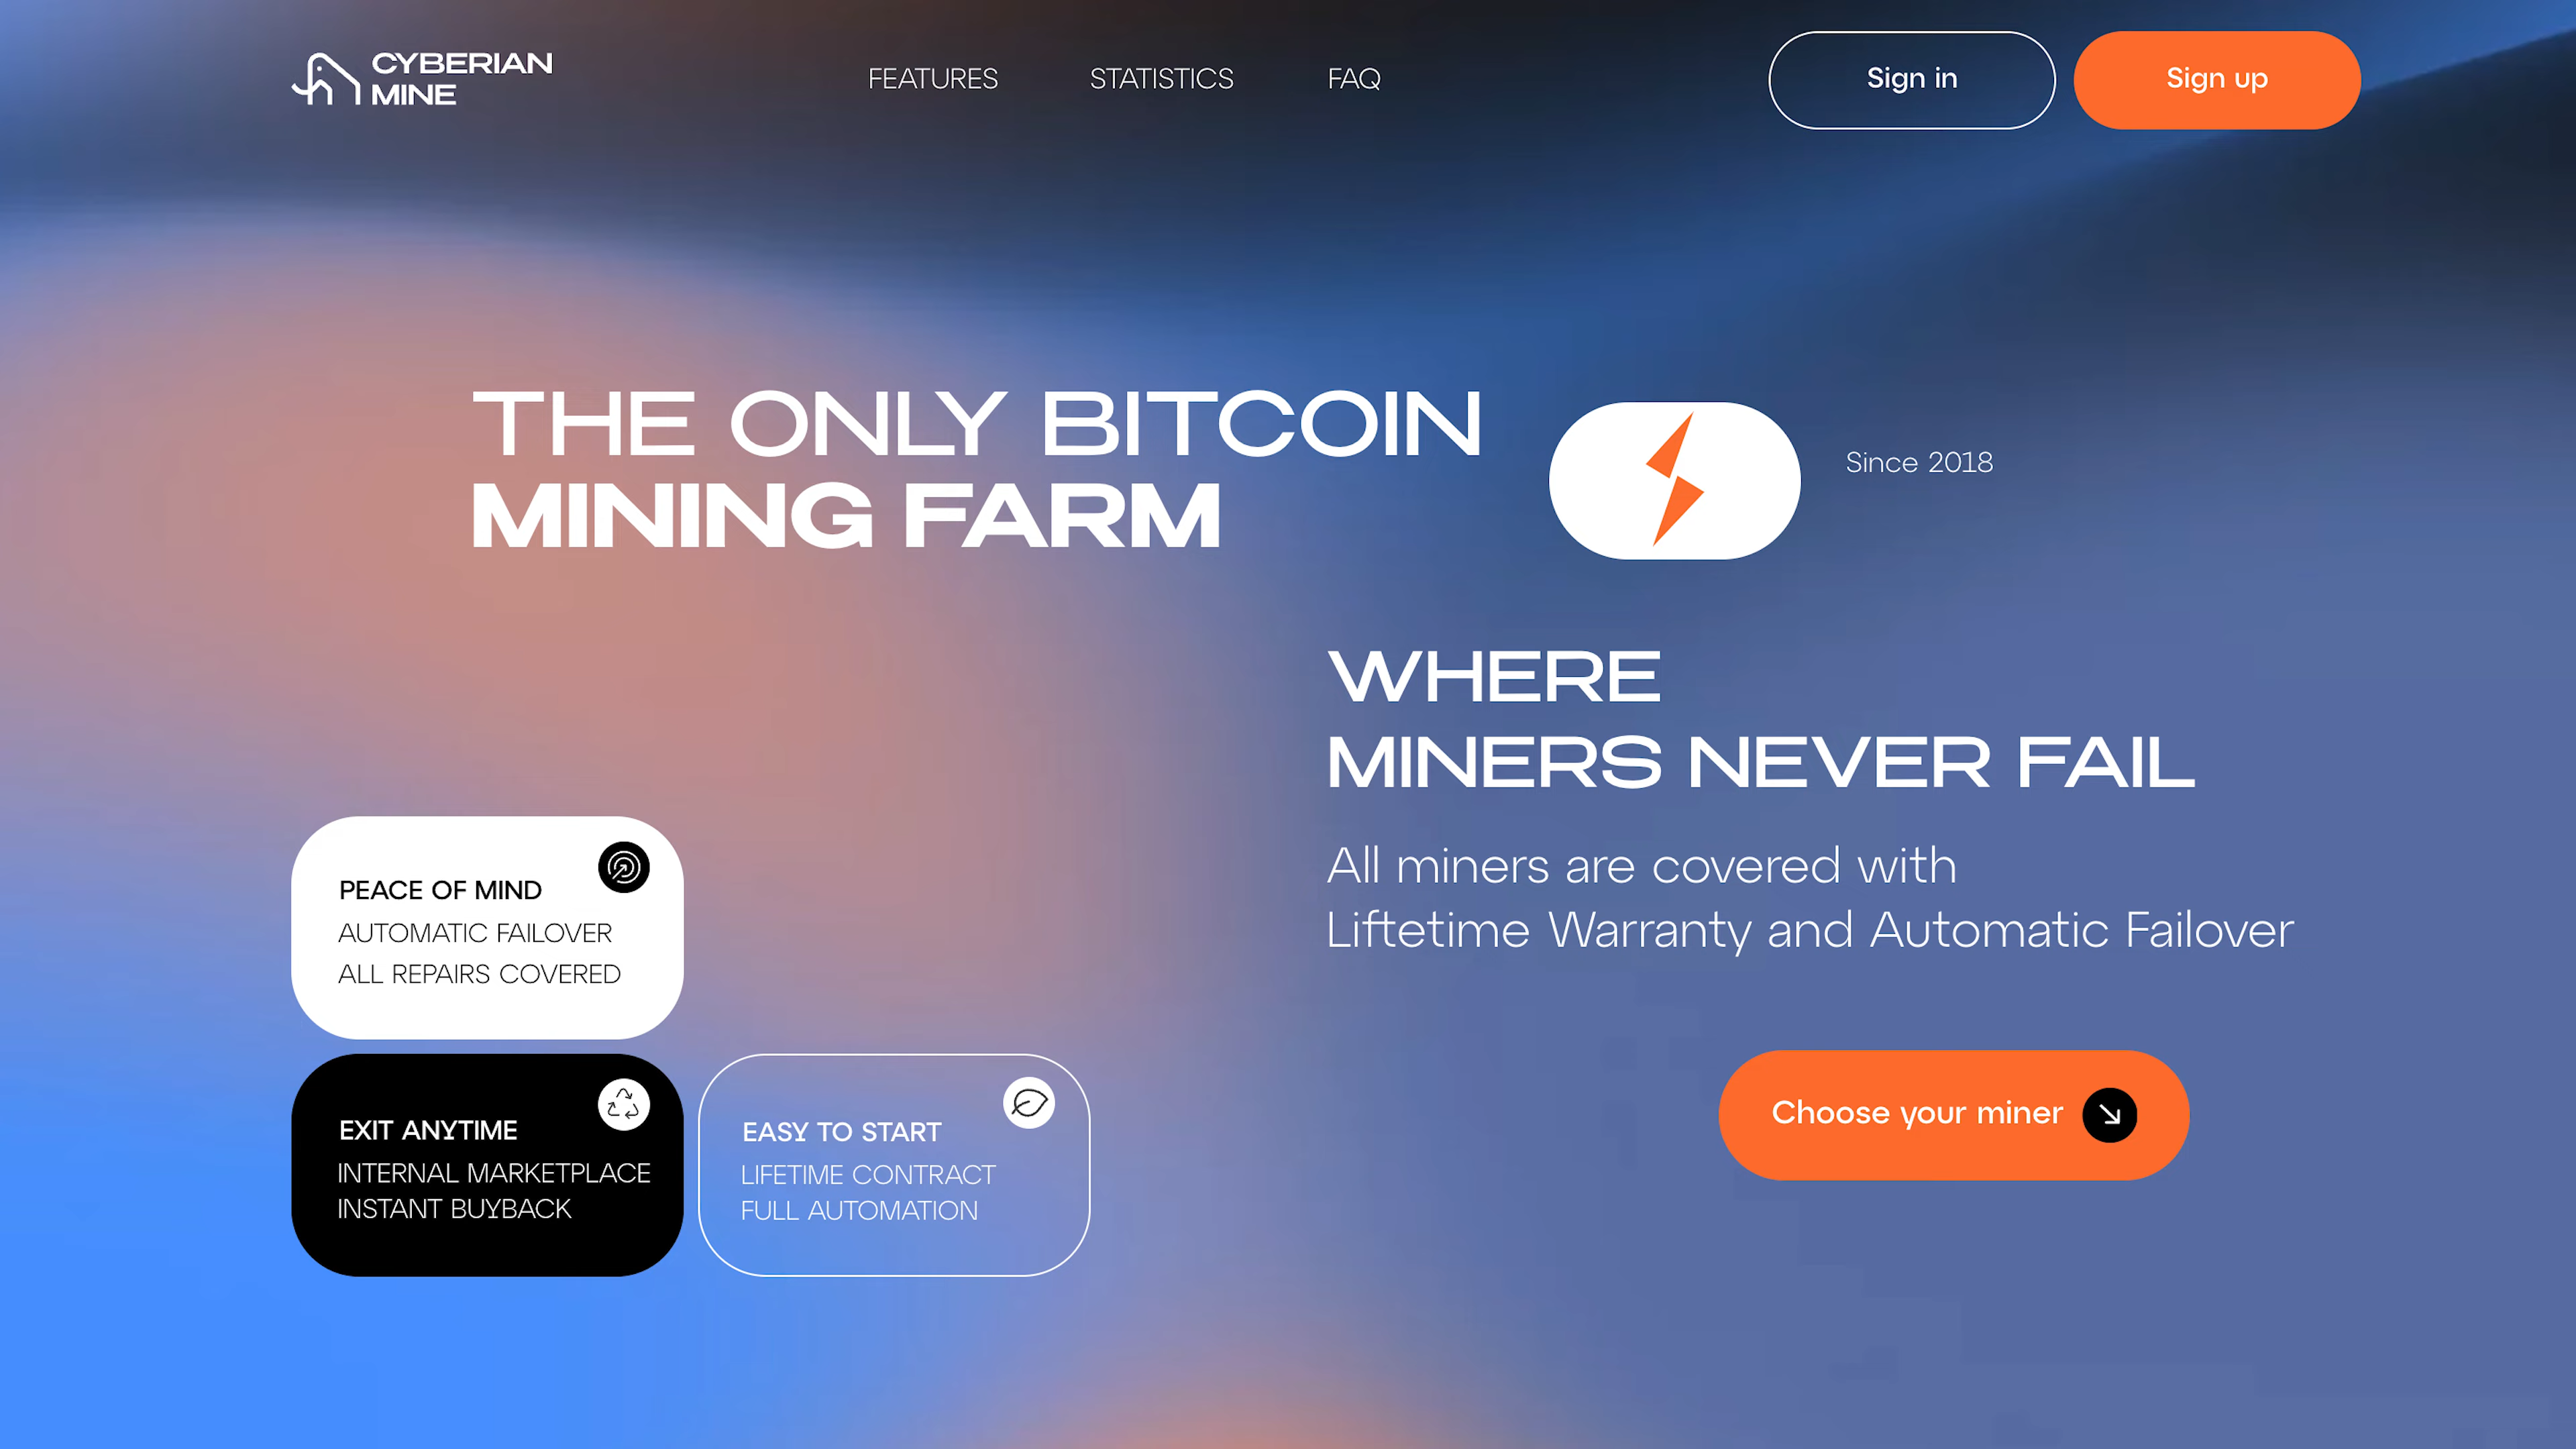 CYBERIAN
MINE
FEATURES
STATISTICS
FAQ
Sign in
Sign up
THE ONLY BITCOIN
MINING FARM
Since 2018
WHERE
MINERS NEVER FAIL
All miners are covered with
Liftetime Warranty and Automatic Failover
PEACE OF MIND
AUTOMATIC FAILOVER
ALL REPAIRS COVERED
EXIT ANYTIME
INTERNAL MARKETPLACE
INSTANT BUYBACK
EASY TO START
LIFETIME CONTRACT
FULL AUTOMATION
Choose your miner